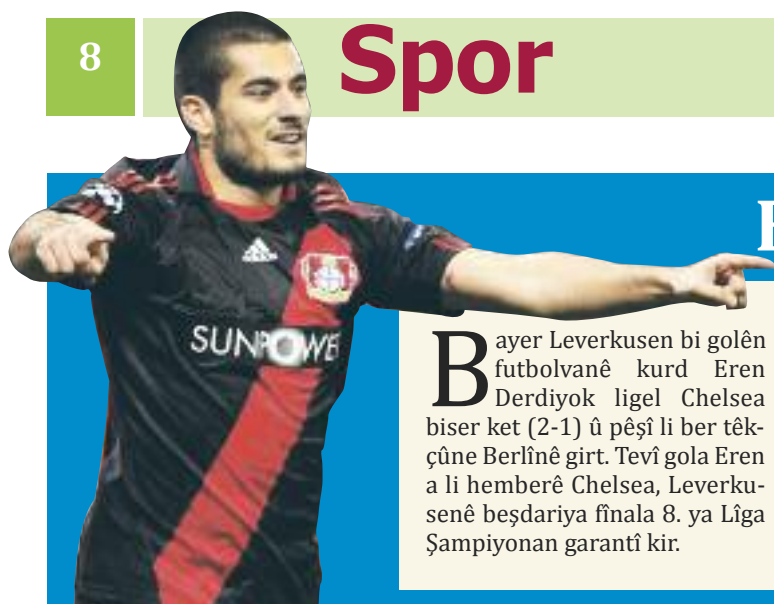 8
Spor
SUNPOWE
Bayer Leverkusen bi golên
futbolvanê kurd Eren
Derdiyok ligel Chelsea
biser ket (2-1) û pêşî li ber têk-
çûne Berlînê girt. Tevî gola Eren
a li hemberê Chelsea, Leverku-
senê beşdariya fînala 8. ya Lîga
Şampiyonan garantî kir.